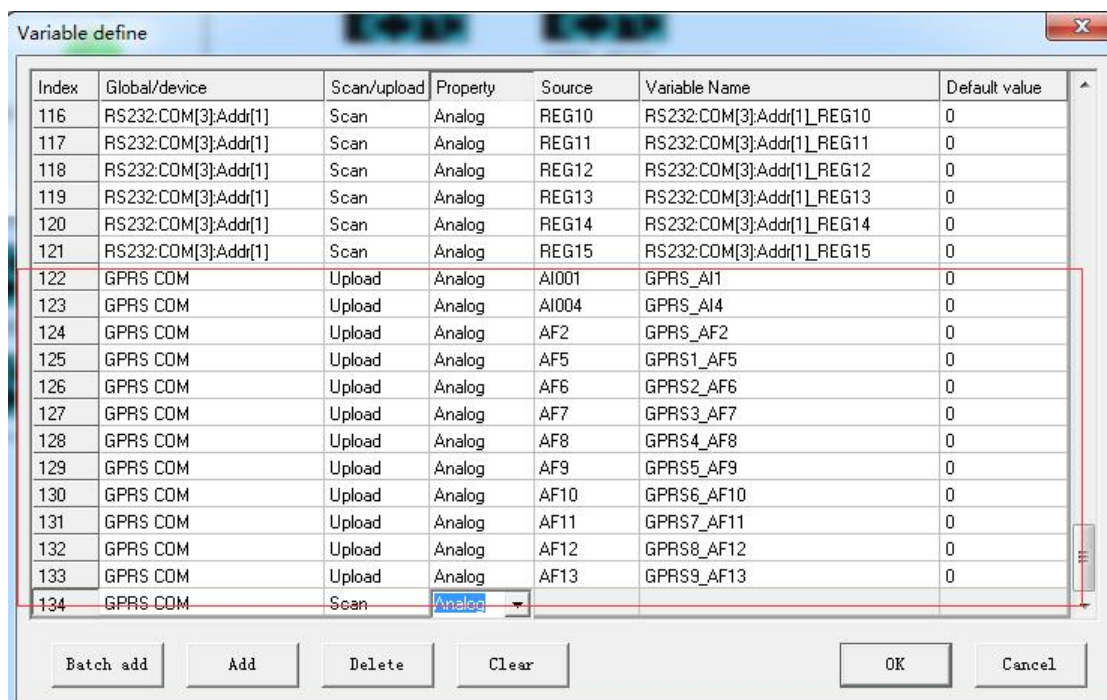 Variable define
Index Global/device Scan/upload Property Source Variable Name Default value
116 RS232:COM[3]:Addr[1] Scan Analog REG10 RS232:COM[3]:Addr[1]_REG10 0
117 RS232:COM[3]:Addr[1] Scan Analog REG11 RS232:COM[3]:Addr[1]_REG11 0
118 RS232:COM[3]:Addr[1] Scan Analog REG12 RS232:COM[3]:Addr[1]_REG12 0
119 RS232:COM[3]:Addr[1] Scan Analog REG13 RS232:COM[3]:Addr[1]_REG13 0
120 RS232:COM[3]:Addr[1] Scan Analog REG14 RS232:COM[3]:Addr[1]_REG14 0
121 RS232:COM[3]:Addr[1] Scan Analog REG15 RS232:COM[3]:Addr[1]_REG15 0
122 GPRS COM Upload Analog AI001 GPRS_AI1 0
123 GPRS COM Upload Analog AI004 GPRS_AI4 0
124 GPRS COM Upload Analog AF2 GPRS_AF2 0
125 GPRS COM Upload Analog AF5 GPRS1_AF5 0
126 GPRS COM Upload Analog AF6 GPRS2_AF6 0
127 GPRS COM Upload Analog AF7 GPRS3_AF7 0
128 GPRS COM Upload Analog AF8 GPRS4_AF8 0
129 GPRS COM Upload Analog AF9 GPRS5_AF9 0
130 GPRS COM Upload Analog AF10 GPRS6_AF10 0
131 GPRS COM Upload Analog AF11 GPRS7_AF11 0
132 GPRS COM Upload Analog AF12 GPRS8_AF12 0
133 GPRS COM Upload Analog AF13 GPRS9_AF13 0
134 GPRS COM Scan Analog
Batch add Add Delete Clear OK Cancel